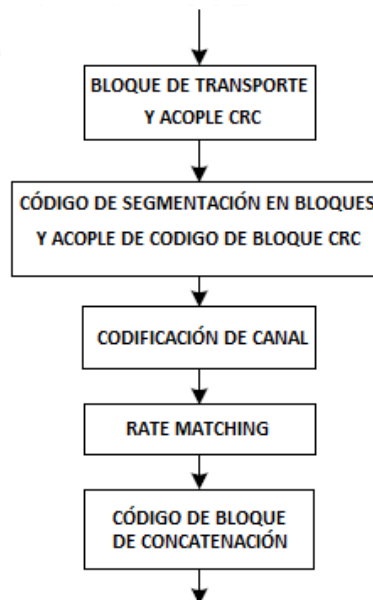 BLOQUE DE TRANSPORTE
Y ACOPLE CRC
CÓDIGO DE SEGMENTACIÓN EN BLOQUES
Y ACOPLE DE CODIGO DE BLOQUE CRC
CODIFICACIÓN DE CANAL
RATE MATCHING
CÓDIGO DE BLOQUE
DE CONCATENACIÓN